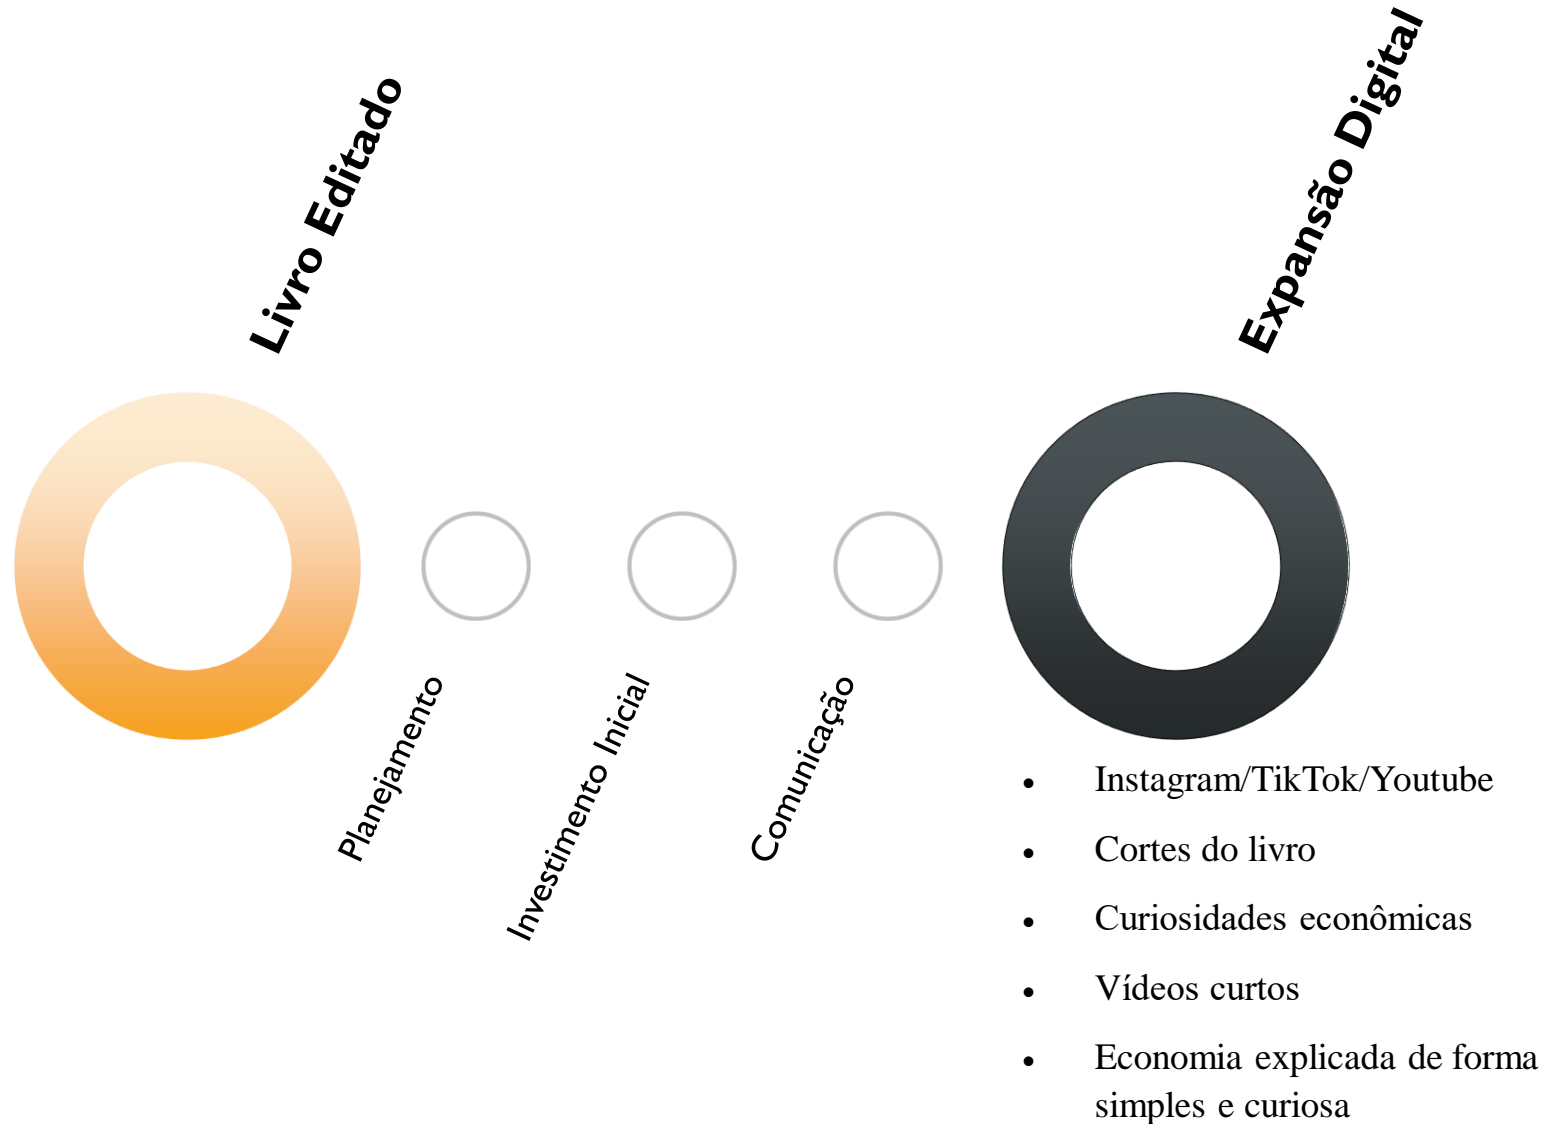 Livro Editado
Planejamento
Investimento Inicial
Comunicação
Expansão Digital
• Instagram/TikTok/Youtube
• Cortes do livro
• Curiosidades econômicas
• Vídeos curtos
• Economia explicada de forma
simples e curiosa